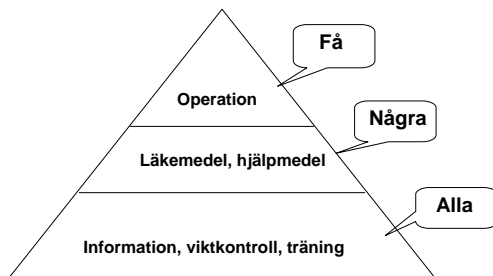 Få
Operation
Några
Läkemedel, hjälpmedel
Alla
Information, viktkontroll, träning